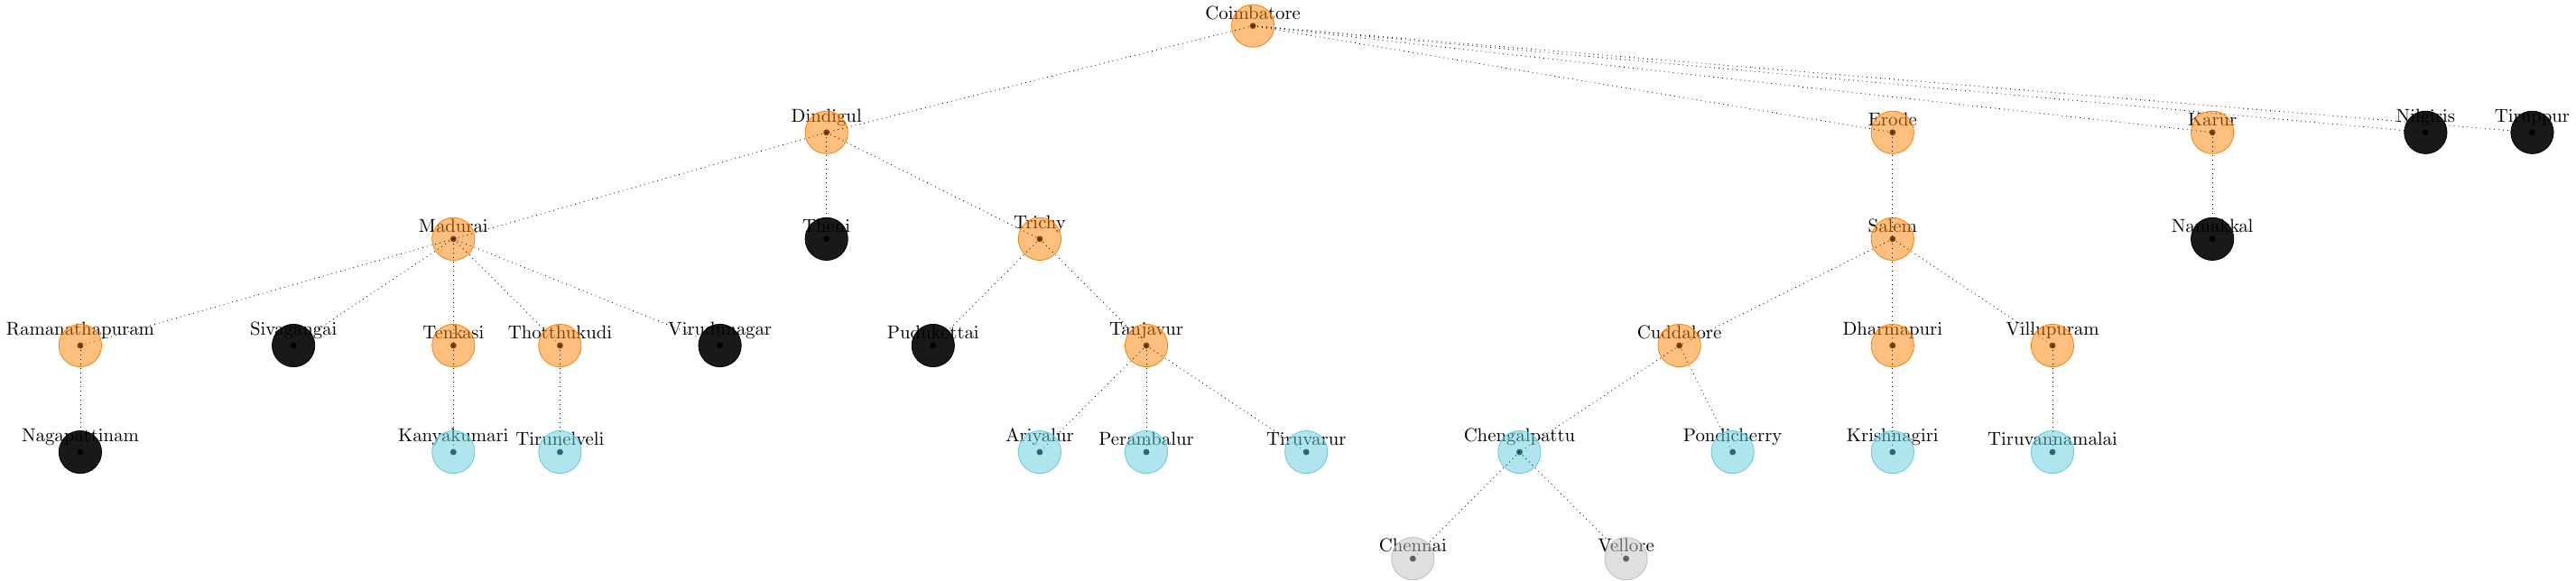 Coimbatore
Dindigul
Erode
Karur
Nilgiris
Tiruppur
Madurai
Theni
Trichy
Salem
Namakkal
Ramanathapuram
Sivagangai
Tenkasi
Thotthukudi
Virudunagar
Pudukottai
Tanjavur
Cuddalore
Dharmapuri
Villupuram
Nagapattinam
Kanyakumari
Tirunelveli
Ariyalur
Perambalur
Tiruvarur
Chengalpattu
Pondicherry
Krishnagiri
Tiruvannamalai
Chennai
Vellore